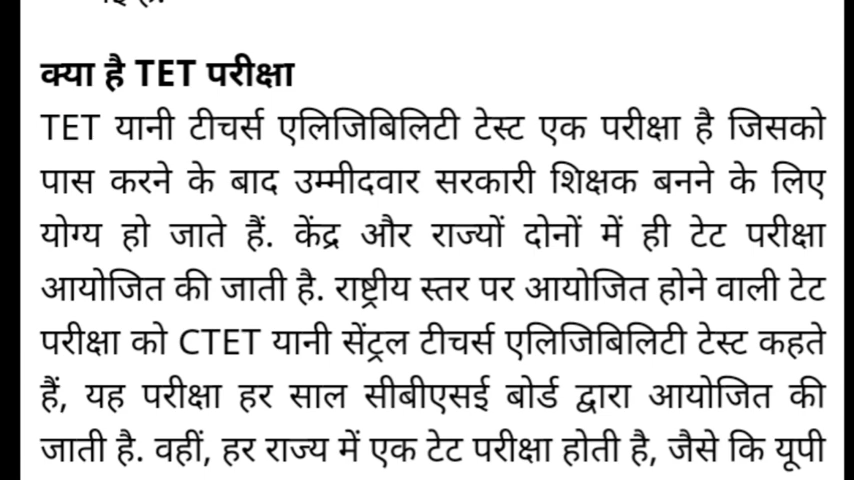 क्या है TET परीक्षा
TET यानी टीचर्स एलिजिबिलिटी टेस्ट एक परीक्षा है जिसको
पास करने के बाद उम्मीदवार सरकारी शिक्षक बनने के लिए
योग्य हो जाते हैं. केंद्र और राज्यों दोनों में ही टेट परीक्षा
आयोजित की जाती है. राष्ट्रीय स्तर पर आयोजित होने वाली टेट
परीक्षा को CTET यानी सेंट्रल टीचर्स एलिजिबिलिटी टेस्ट कहते
हैं, यह परीक्षा हर साल सीबीएसई बोर्ड द्वारा आयोजित की
जाती है. वहीं, हर राज्य में एक टेट परीक्षा होती है, जैसे कि यूपी